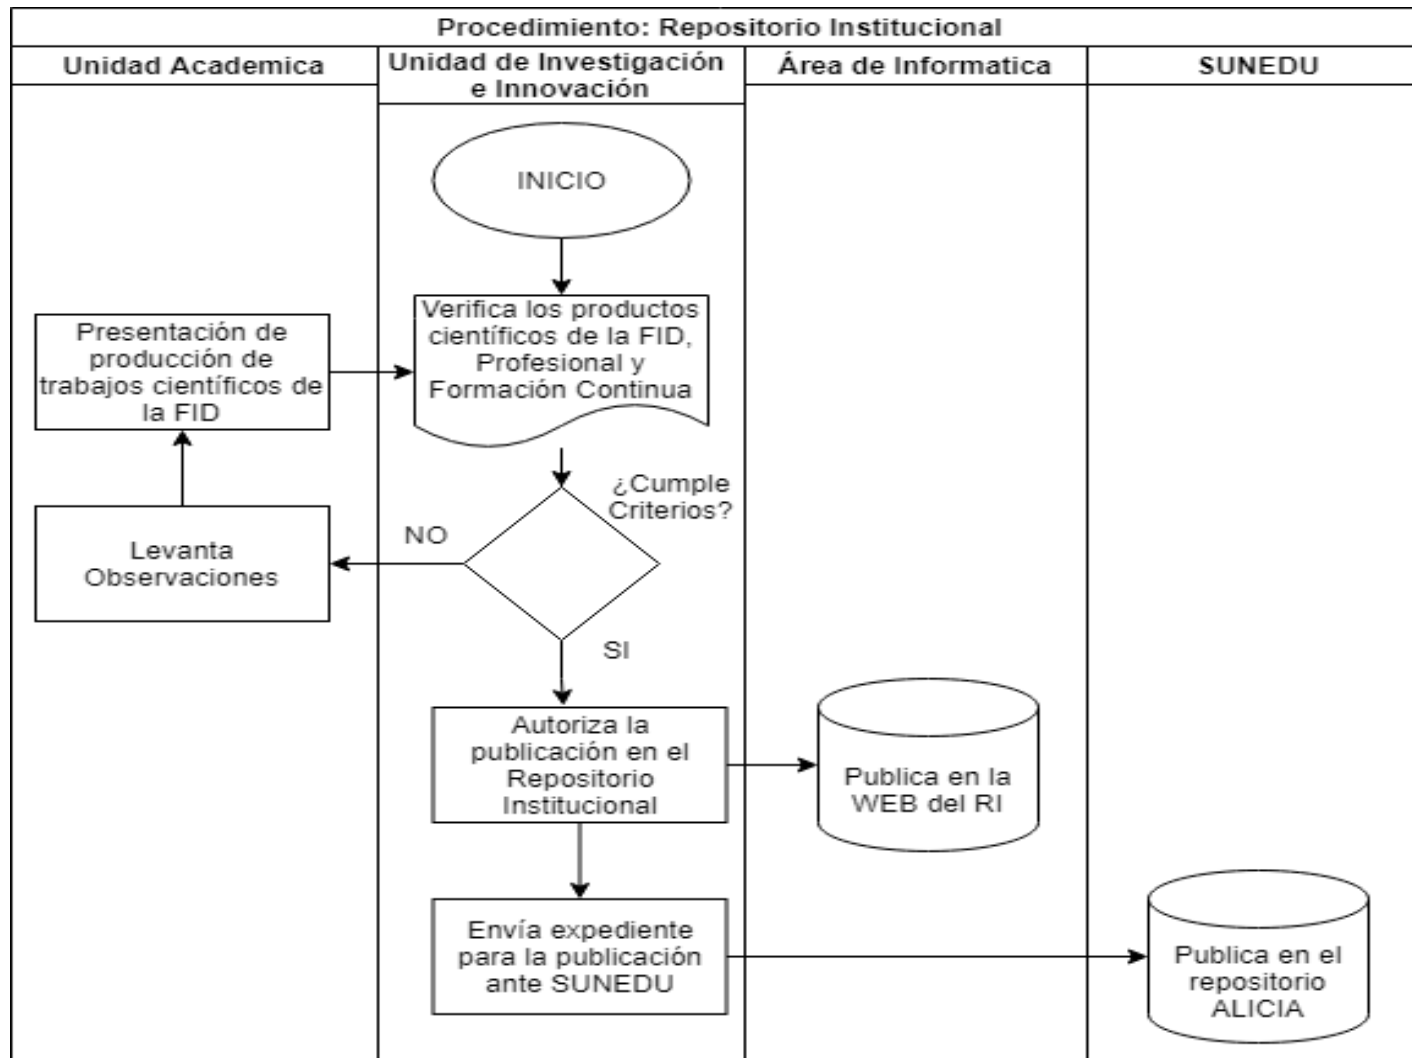 Procedimiento: Repositorio Institucional
Unidad Academica
Unidad de Investigación
e Innovación
Área de Informatica
SUNEDU
INICIO
Verifica los productos
científicos de la FID,
Profesional y
Formación Continua
Presentación de
producción de
trabajos científicos de
la FID
¿Cumple
Criterios?
NO
Levanta
Observaciones
SI
Autoriza la
publicación en el
Repositorio
Institucional
Publica en la
WEB del RI
Envía expediente
para la publicación
ante SUNEDU
Publica en el
repositorio
ALICIA